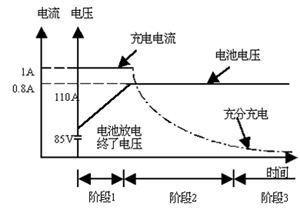 电流 电压
充电电流
电池电压
1A
0.8A
110A
充分充电
电池放电
终了电压
85V
时间
阶段1 阶段2 阶段3